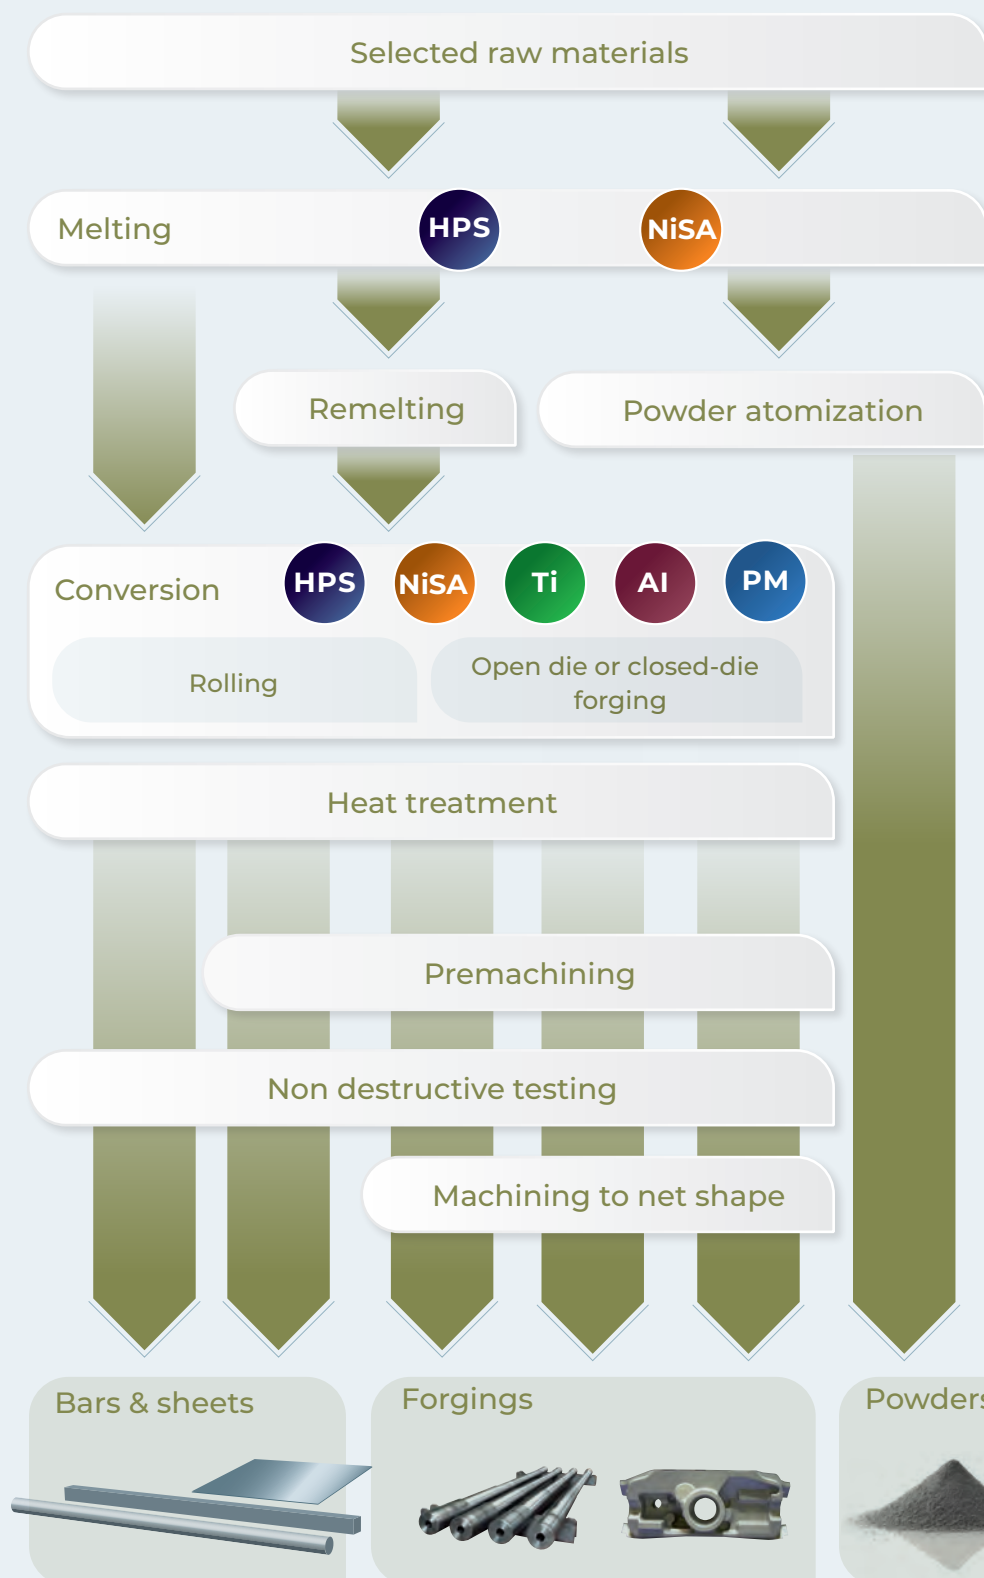 Selected raw materials
Melting
HPS
NiSA
Remelting
Powder atomization
Conversion
HPS
NiSA
Ti
Al
PM
Rolling
Open die or closed-die
forging
Heat treatment
Premachining
Non destructive testing
Machining to net shape
Bars & sheets
Forgings
Powders